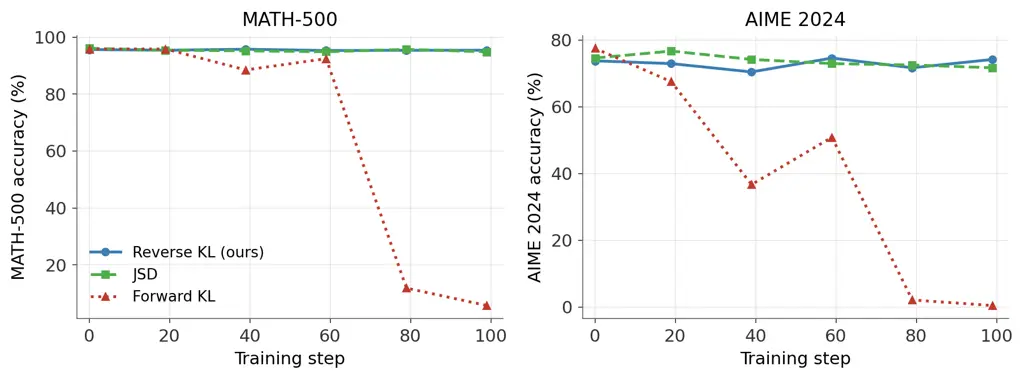 MATH-500
MATH-500 accuracy (%)
100
80
60
40
20
Reverse KL (ours)
JSD
Forward KL
0 20 40 60 80 100
Training step
AIME 2024
AIME 2024 accuracy (%)
80
60
40
20
0
0 20 40 60 80 100
Training step